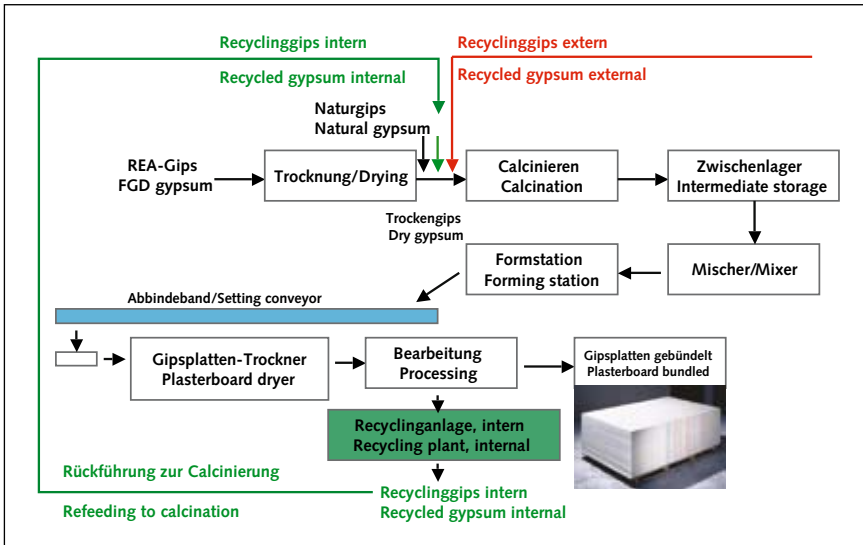 Recyclinggips intern
Recycled gypsum internal
Recyclinggips extern
Recycled gypsum external
Naturgips
Natural gypsum
REA-Gips
FGD gypsum
Trocknung/Drying
Calcinieren
Calcination
Zwischenlager
Intermediate storage
Trockengips
Dry gypsum
Formstation
Forming station
Mischer/Mixer
Abbindeband/Setting conveyor
Gipsplatten-Trockner
Plasterboard dryer
Bearbeitung
Processing
Gipsplatten gebündelt
Plasterboard bundled
Recyclinganlage, intern
Recycling plant, internal
Rückführung zur Calcinierung
Refeeding to calcination
Recyclinggips intern
Recycled gypsum internal